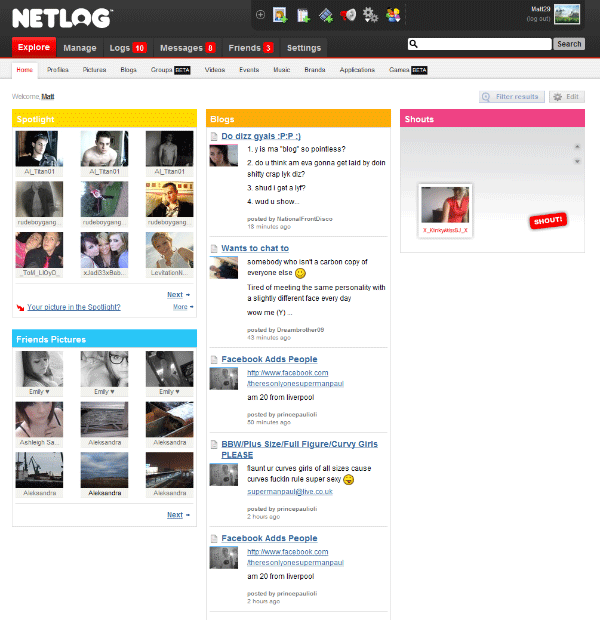 NETLOG™
Matt29
(log out)
Explore Manage Logs 10 Messages 8 Friends 3 Settings Search
Home Profiles Pictures Blogs Groups BETA Videos Events Music Brands Applications Games BETA
Welcome, Matt
Filter results Edit
Spotlight
Al_Titan01 Al_Titan01 Al_Titan01
rudeboygang... rudeboygang... rudeboygang...
_ToM_LlOyD_ xJadi33xBab... LevitationN...
Next
Your picture in the Spotlight? More
Friends Pictures
Emily ♥ Emily ♥ Emily ♥
Ashleigh Sa... Aleksandra Aleksandra
Aleksandra Aleksandra Aleksandra
Next
Blogs
Do dizz gyals :P:P ;)
1. y is ma "blog" so pointless?
2. do u think am eva gonna get laid by doin
shitty crap lyk diz?
3. shud i get a lyf?
4. wud u show...
posted by NationalFrontDisco
18 minutes ago
Wants to chat to
somebody who isn't a carbon copy of
everyone else
Tired of meeting the same personality with
a slightly different face every day
wow me (Y) ...
posted by Dreambrother09
43 minutes ago
Facebook Adds People
http://www.facebook.com
/theresonlyonesupermanpaul
am 20 from liverpool
posted by princepaulioli
50 minutes ago
BBW/Plus Size/Full Figure/Curvy Girls
PLEASE
flaunt ur curves girls of all sizes cause
curves fuckin rule super sexy
supermanpaul@live.co.uk
posted by princepaulioli
2 hours ago
Facebook Adds People
http://www.facebook.com
/theresonlyonesupermanpaul
am 20 from liverpool
posted by princepaulioli
2 hours ago
Shouts
SHOUT!